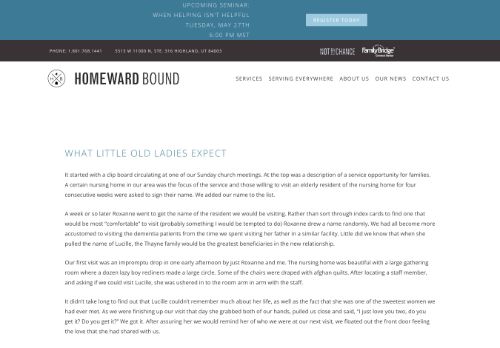 UPCOMING SEMINAR:
WHEN HELPING ISN'T HELPFUL
TUESDAY, MAY 27TH
6:00 PM MST
REGISTER TODAY
PHONE: 1.801.768.1441 5513 W 11000 N, STE. 316 HIGHLAND, UT 84003 NOT BY CHANCE FamilyBridge
HOMEWARD BOUND
SERVICES SERVING EVERYWHERE ABOUT US OUR NEWS CONTACT US
WHAT LITTLE OLD LADIES EXPECT
It started with a clip board circulating at one of our Sunday church meetings. At the top was a description of a service opportunity for families.
A certain nursing home in our area was the focus of the service and those willing to visit an elderly resident of the nursing home for four
consecutive weeks were asked to sign their name. We added our name to the list.
A week or so later Roxanne went to get the name of the resident we would be visiting. Rather than sort through index cards to find one that
would be most "comfortable" to visit (probably something I would be tempted to do) Roxanne drew a name randomly. We had all become more
accustomed to visiting the dementia patients from the time we spent visiting her father in a similar facility. Little did we know that when she
pulled the name of Lucille, the Thayne family would be the greatest beneficiaries in the new relationship.
Our first visit was an impromptu drop in one early afternoon by just Roxanne and me. The nursing home was beautiful with a large gathering
room where a dozen lazy boy recliners made a large circle. Some of the chairs were draped with afghan quilts. After locating a staff member,
and asking if we could visit Lucille, she was ushered in to the room arm in arm with the staff.
It didn't take long to find out that Lucille couldn't remember much about her life, as well as the fact that she was one of the sweetest women we
had ever met. As we were finishing up our visit that day she grabbed both of our hands, pulled us close and said, "I just love you two, do you
get it? Do you get it?" We got it. After assuring her we would remind her of who we were at our next visit, we floated out the front door feeling
the love that she had shared with us.